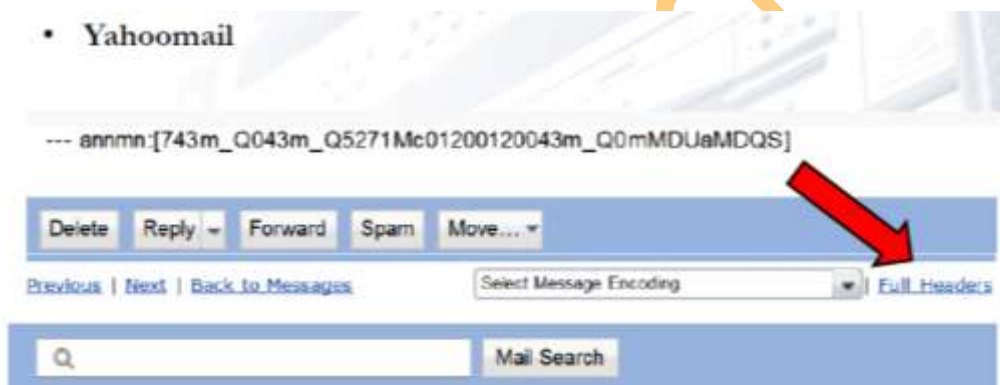 • Yahoomail
--- annmn:[743m_Q043m_Q5271Mc01200120043m_Q0mMDUaMDQS]
Delete Reply Forward Spam Move...
Previous | Next | Back to Messages Select Message Encoding | Full Headers
Mail Search